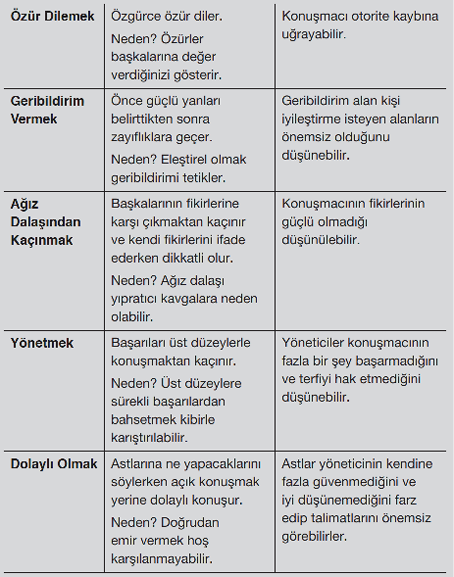 Özür Dilemek
Özgürce özür diler.
Neden? Özürler
başkalarına değer
verdiğinizi gösterir.
Konuşmacı otorite kaybına
uğrayabilir.
Geribildirim
Vermek
Önce güçlü yanları
belirttikten sonra
zayıflıklara geçer.
Neden? Eleştirel olmak
geribildirimi tetikler.
Geribildirim alan kişi
iyileştirme isteyen alanların
önemsiz olduğunu
düşünebilir.
Ağız
Dalaşından
Kaçınmak
Başkalarının fikirlerine
karşı çıkmaktan kaçınır
ve kendi fikirlerini ifade
ederken dikkatli olur.
Neden? Ağız dalaşı
yıpratıcı kavgalara neden
olabilir.
Konuşmacının fikirlerinin
güçlü olmadığı
düşünülebilir.
Yönetmek
Başarıları üst düzeylerle
konuşmaktan kaçınır.
Neden? Üst düzeylere
sürekli başarılardan
bahsetmek kibirle
karıştırılabilir.
Yöneticiler konuşmacının
fazla bir şey başarmadığını
ve terfiyi hak etmediğini
düşünebilir.
Dolaylı Olmak
Astlarına ne yapacaklarını
söylerken açık konuşmak
yerine dolaylı konuşur.
Neden? Doğrudan
emir vermek hoş
karşılanmayabilir.
Astlar yöneticinin kendine
fazla güvenmediğini ve
iyi düşünemediğini farz
edip talimatlarını önemsiz
görebilirler.